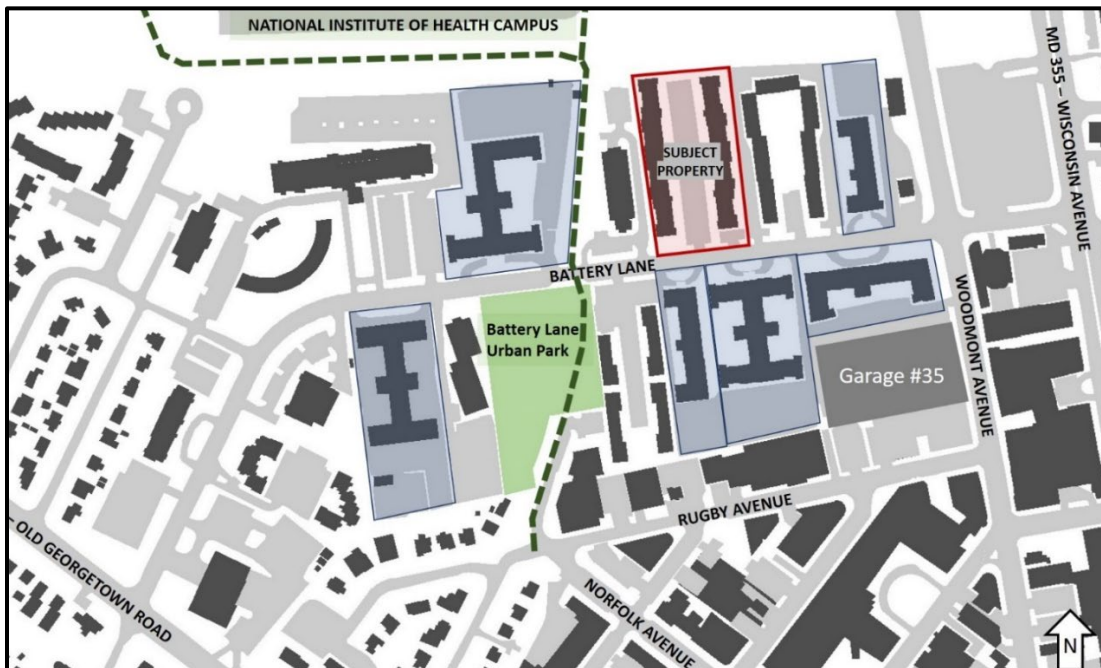 NATIONAL INSTITUTE OF HEALTH CAMPUS
MD 355 – WISCONSIN AVENUE
SUBJECT
PROPERTY
BATTERY LANE
WOODMONT AVENUE
Battery Lane
Urban Park
Garage #35
RUGBY AVENUE
– OLD GEORGETOWN ROAD
NORFOLK AVENUE
N